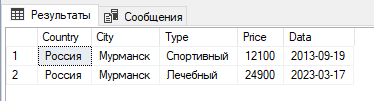 Результаты Сообщения
Country City Type Price Data
1 Россия Мурманск Спортивный 12100 2013-09-19
2 Россия Мурманск Лечебный 24900 2023-03-17